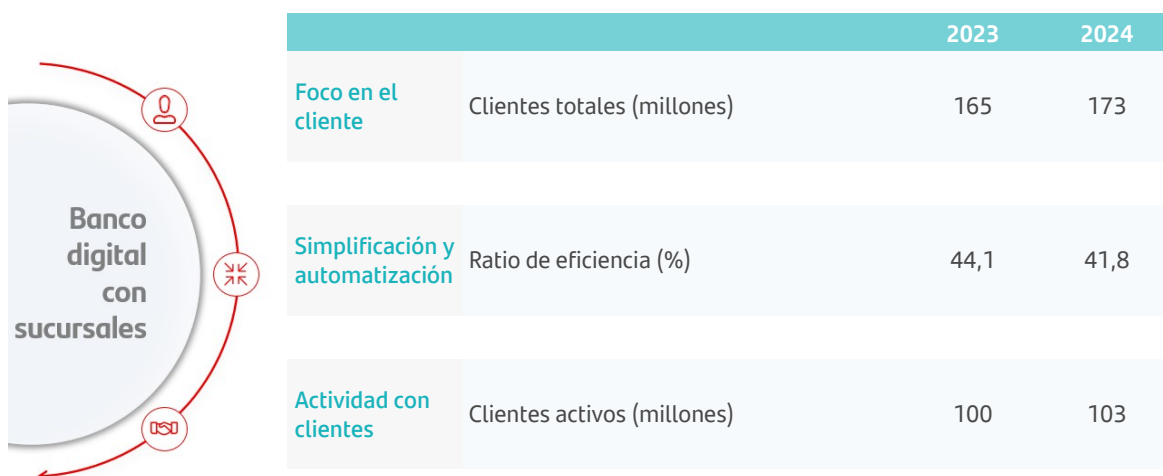 2023 2024
Foco en el
cliente
Clientes totales (millones) 165 173
Banco
digital
con
sucursales
Simplificación y
automatización
Ratio de eficiencia (%) 44,1 41,8
Actividad con
clientes
Clientes activos (millones) 100 103